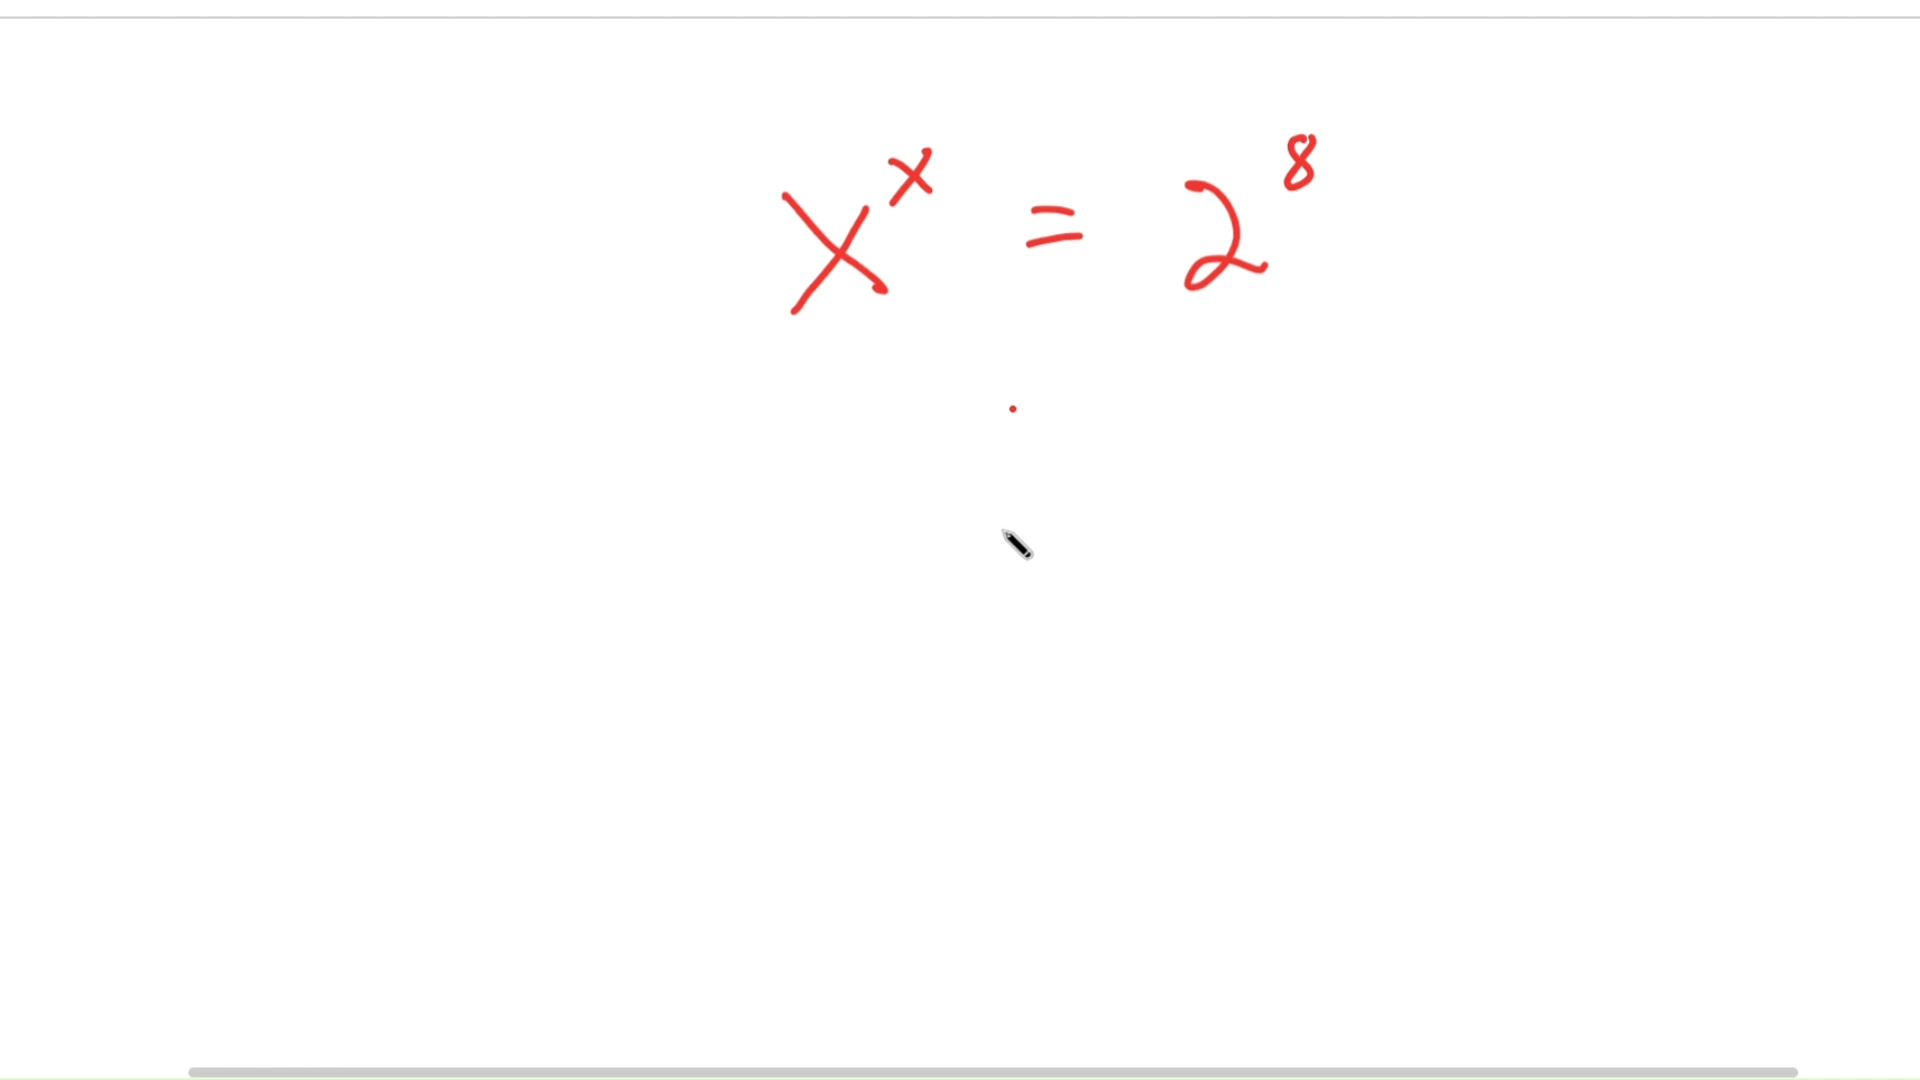 x^x = 2^8